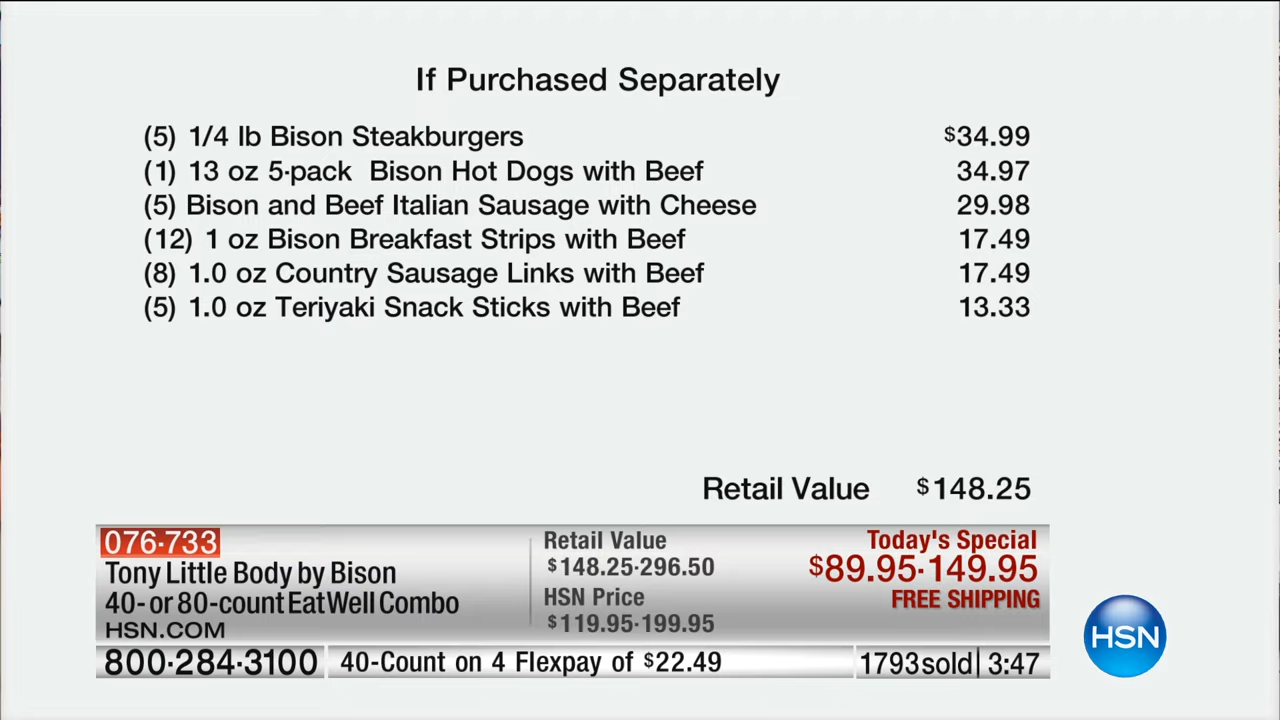 If Purchased Separately
(5) 1/4 lb Bison Steakburgers $34.99
(1) 13 oz 5-pack Bison Hot Dogs with Beef 34.97
(5) Bison and Beef Italian Sausage with Cheese 29.98
(12) 1 oz Bison Breakfast Strips with Beef 17.49
(8) 1.0 oz Country Sausage Links with Beef 17.49
(5) 1.0 oz Teriyaki Snack Sticks with Beef 13.33
Retail Value $148.25
076-733
Tony Little Body by Bison
40- or 80-count EatWell Combo
HSN.COM
Retail Value
$148.25-296.50
HSN Price
$119.95-199.95
Today's Special
$89.95-149.95
FREE SHIPPING
HSN
800-284-3100 40-Count on 4 Flexpay of $22.49 1793 sold 3:47